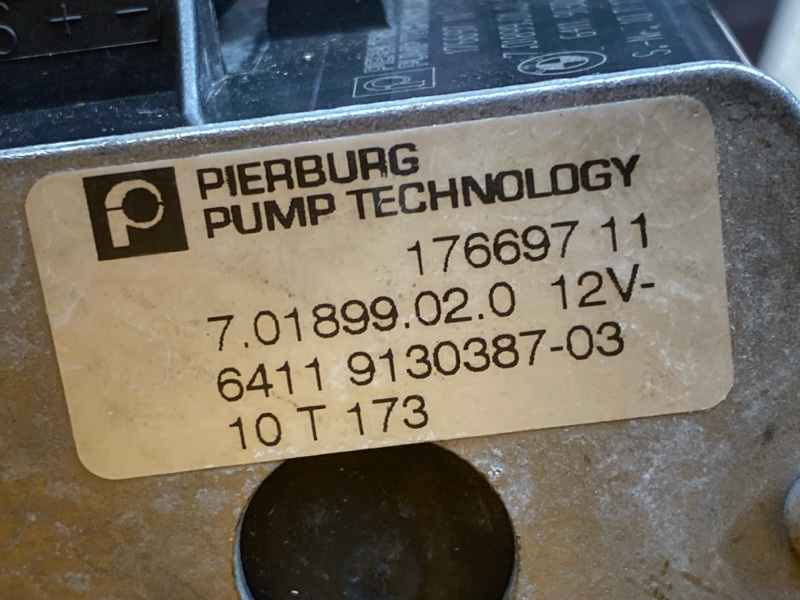 S + -
PIERBURG
PUMP TECHNOLOGY
176697 11
7.01899.02.0 12V-
6411 9130387-03
10 T 173